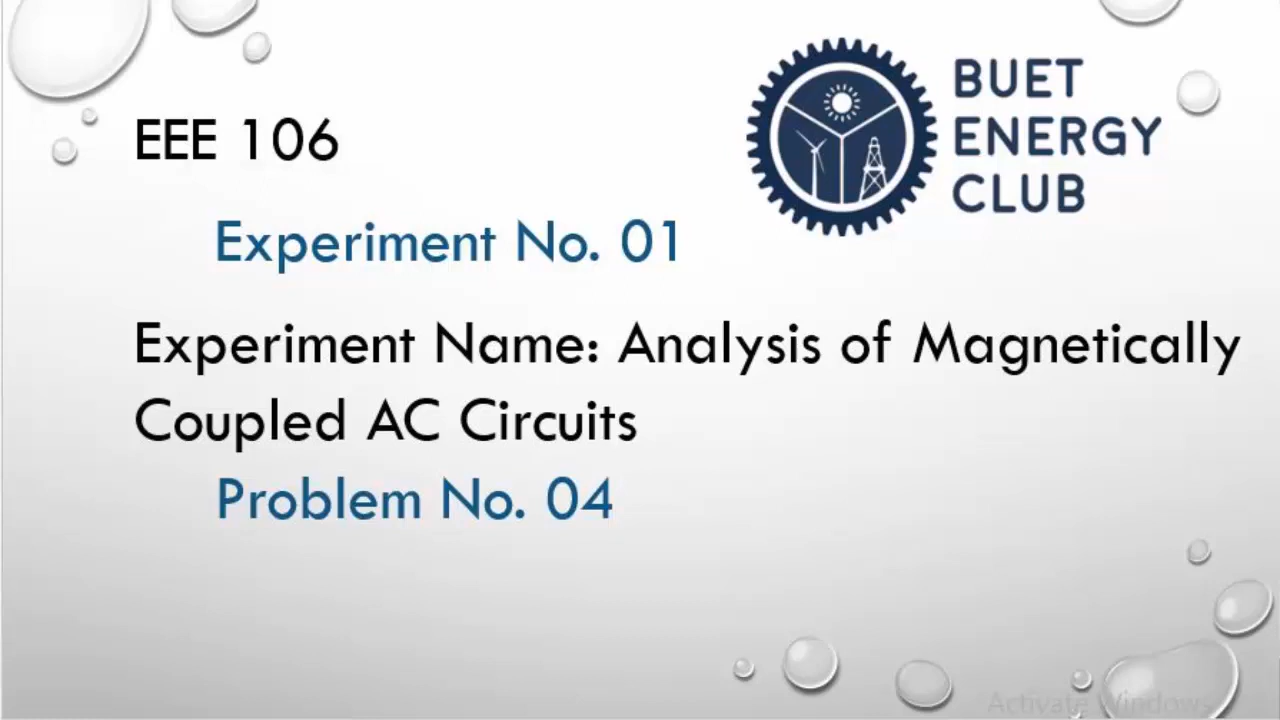 BUET
ENERGY
CLUB
EEE 106
Experiment No. 01
Experiment Name: Analysis of Magnetically
Coupled AC Circuits
Problem No. 04
Activate Windows